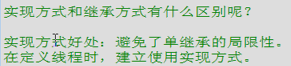 实现方式和继承方式有什么区别呢？
实现方式好处：避免了单继承的局限性。
在定义线程时，建立使用实现方式。